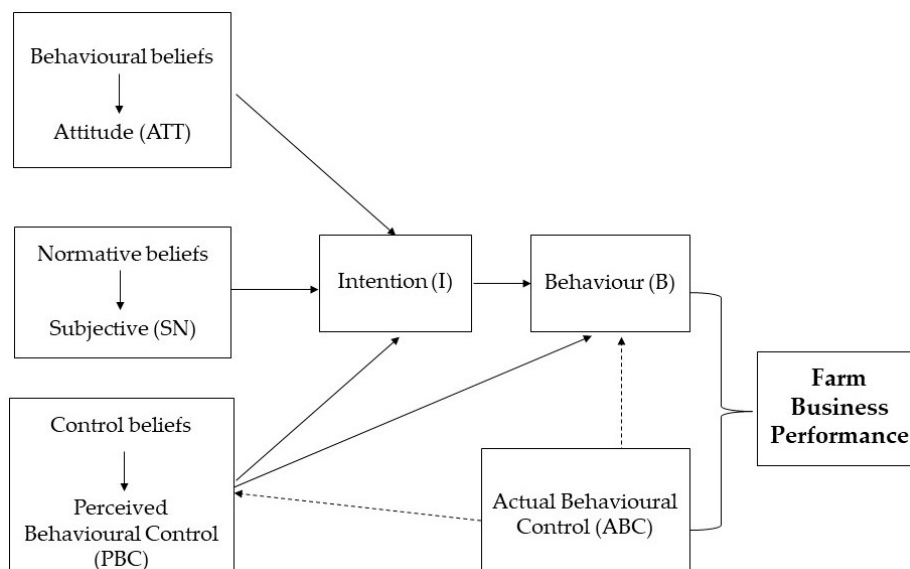 Behavioural beliefs
Attitude (ATT)
Normative beliefs
Subjective (SN)
Control beliefs
Perceived
Behavioural Control
(PBC)
Intention (I)
Behaviour (B)
Actual Behavioural
Control (ABC)
Farm
Business
Performance